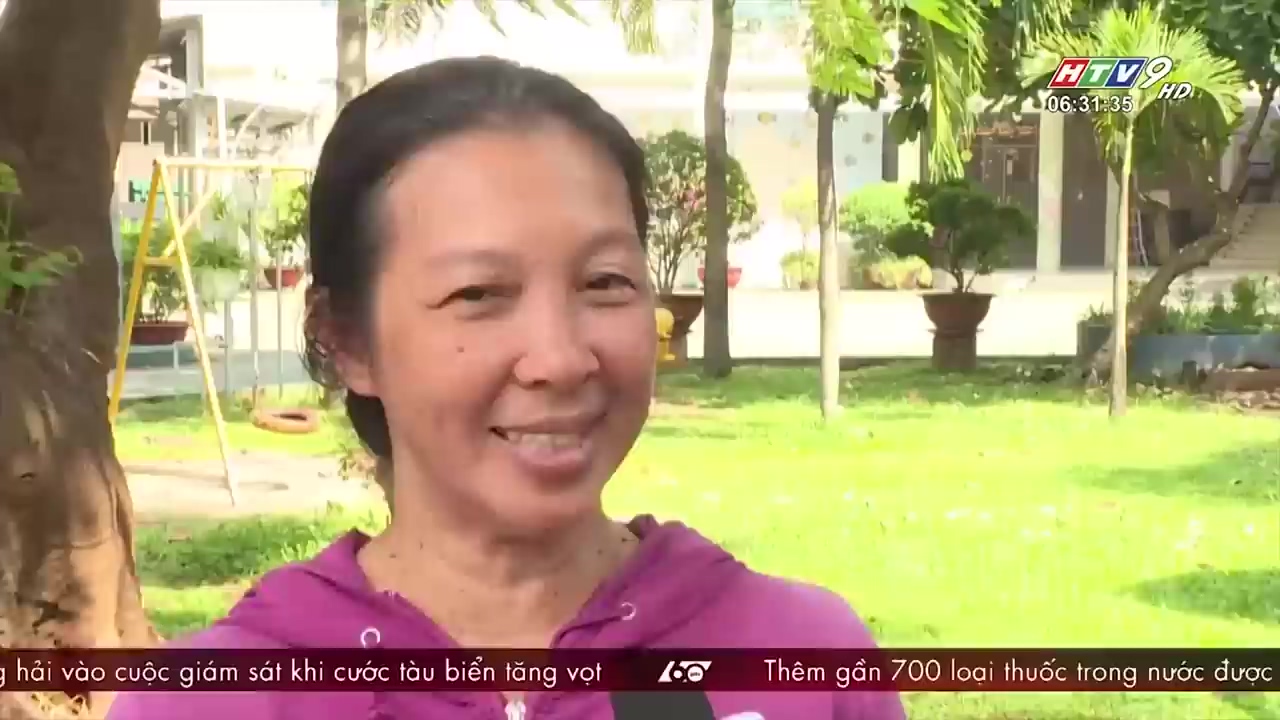 HTV9 HD
06:31:35
hải vào cuộc giám sát khi cước tàu biển tăng vọt
60 Thêm gần 700 loại thuốc trong nước được